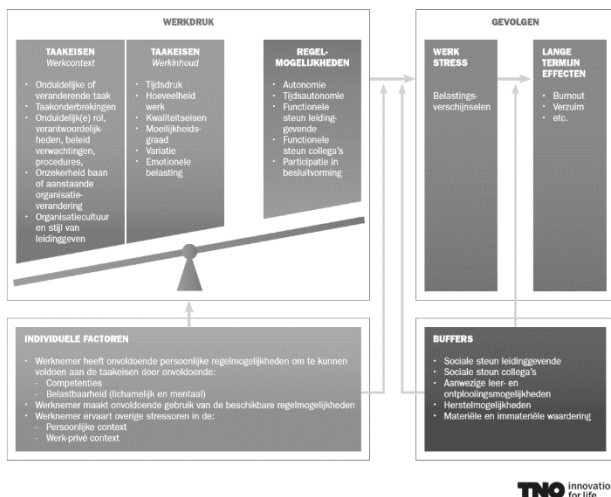 WERKDRUK
TAAKEISEN
Werkcontext
Onduidelijke of
veranderende taak
Taakonderbrekingen
Onduidelijk(e) rol,
verantwoordelijk-
heden, beleid
verwachtingen,
procedures,
Onzekerheid baan
of aanstaande
organisatie-
verandering
Organisatiecultuur
en stijl van
leidinggeven
TAAKEISEN
Werkinhoud
Tijdsdruk
Hoeveelheid
werk
Kwaliteitseisen
Moeilijkheids-
graad
Variatie
Emotionele
belasting
REGEL-
MOGELIJKHEDEN
Autonomie
Tijdsautonomie
Functionele
steun leiding-
gevende
Functionele
steun collega's
Participatie in
besluitvorming
GEVOLGEN
WERK
STRESS
Belastings-
verschijnselen
LANGE
TERMIJN
EFFECTEN
Burnout
Verzuim
etc.
INDIVIDUELE FACTOREN
Werknemer heeft onvoldoende persoonlijke regelmogelijkheden om te kunnen
voldoen aan de taakeisen door onvoldoende:
- Competenties
- Belastbaarheid (lichamelijk en mentaal)
Werknemer maakt onvoldoende gebruik van de beschikbare regelmogelijkheden
Werknemer ervaart overige stressoren in de:
- Persoonlijke context
- Werk-privé context
BUFFERS
Sociale steun leidinggevende
Sociale steun collega's
Aanwezige leer- en
ontplooiingsmogelijkheden
Herstelmogelijkheden
Materiële en immateriële waardering
TNO innovation
for life